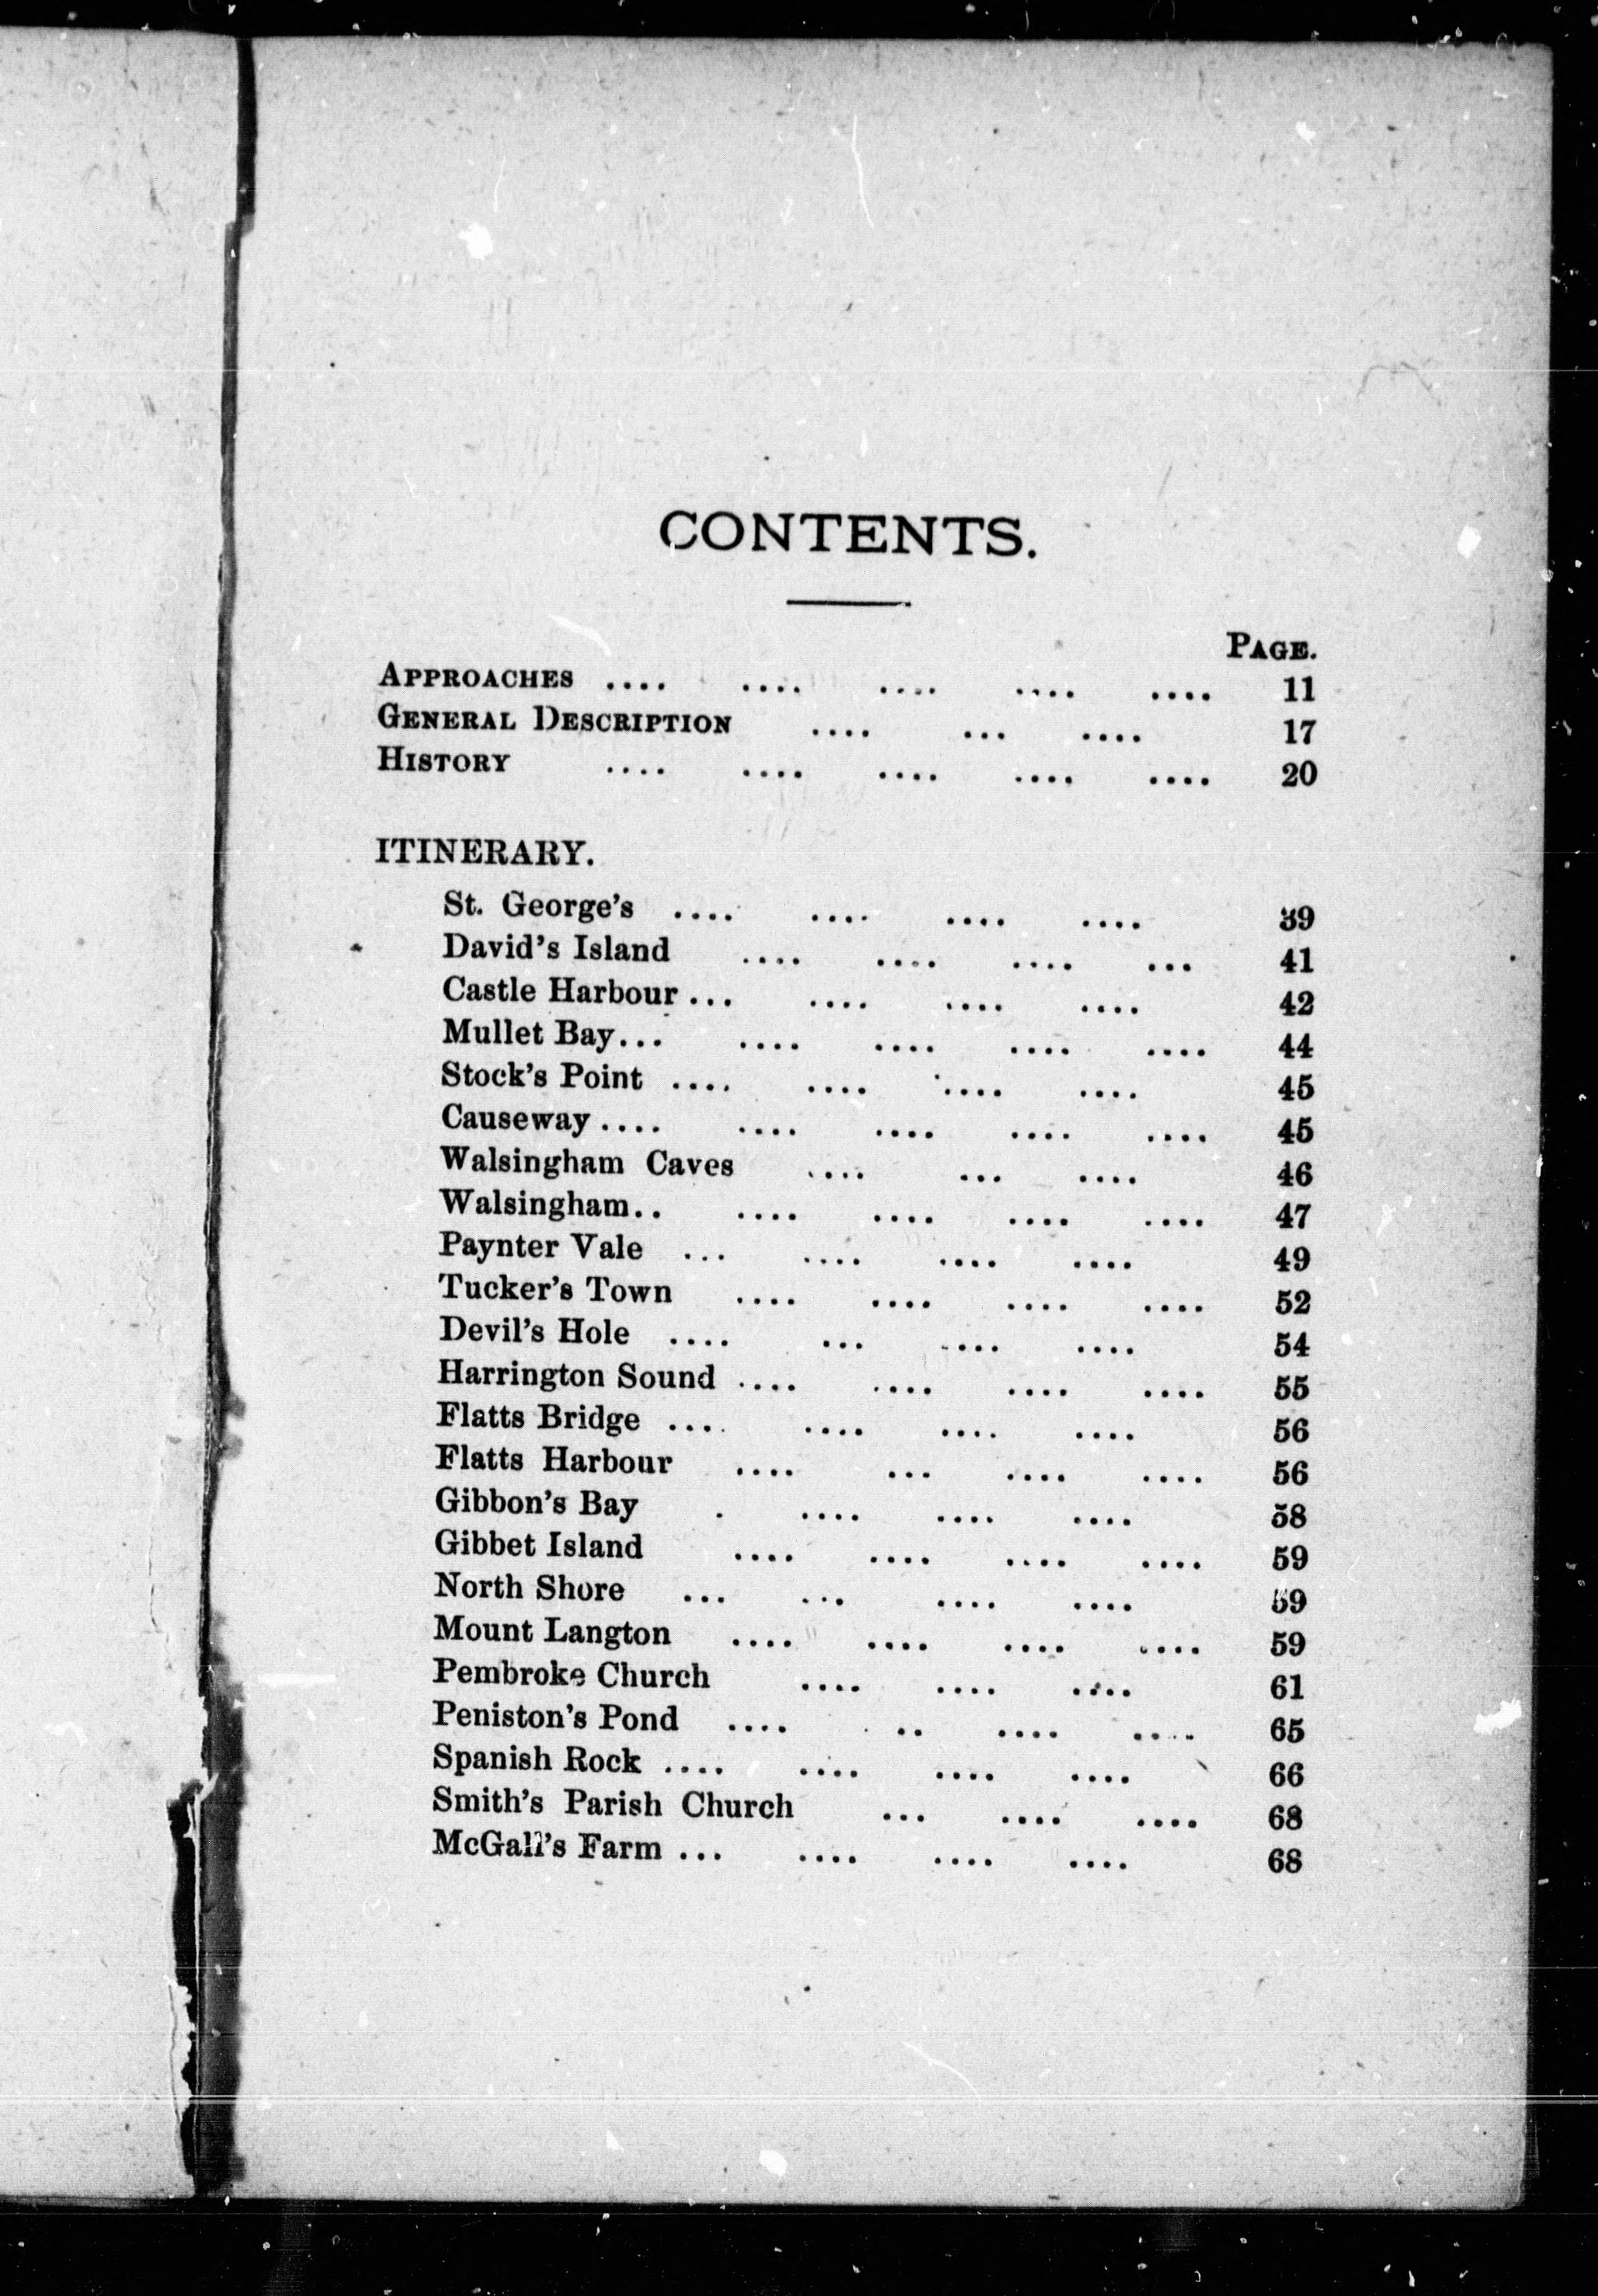 CONTENTS.
PAGE.
APPROACHES .... .... .... .... .... 11
GENERAL DESCRIPTION .... ... .... 17
HISTORY .... .... .... .... .... 20
ITINERARY.
St. George's .... .... .... .... 39
David's Island .... .... .... ... 41
Castle Harbour ... .... .... .... 42
Mullet Bay... .... .... .... .... 44
Stock's Point .... .... .... .... 45
Causeway .... .... .... .... .... 45
Walsingham Caves .... ... .... 46
Walsingham.. .... .... .... .... 47
Paynter Vale ... .... .... .... 49
Tucker's Town .... .... .... .... 52
Devil's Hole .... ... .... .... 54
Harrington Sound .... .... .... .... 55
Flatts Bridge .... .... .... .... 56
Flatts Harbour .... ... .... .... 56
Gibbon's Bay . .... .... .... 58
Gibbet Island .... .... .... .... 59
North Shore ... ... .... .... 59
Mount Langton .... .... .... .... 59
Pembroke Church .... .... .... 61
Peniston's Pond .... .. .... .... 65
Spanish Rock .... .... .... .... 66
Smith's Parish Church ... .... .... 68
McGall's Farm ... .... .... .... 68